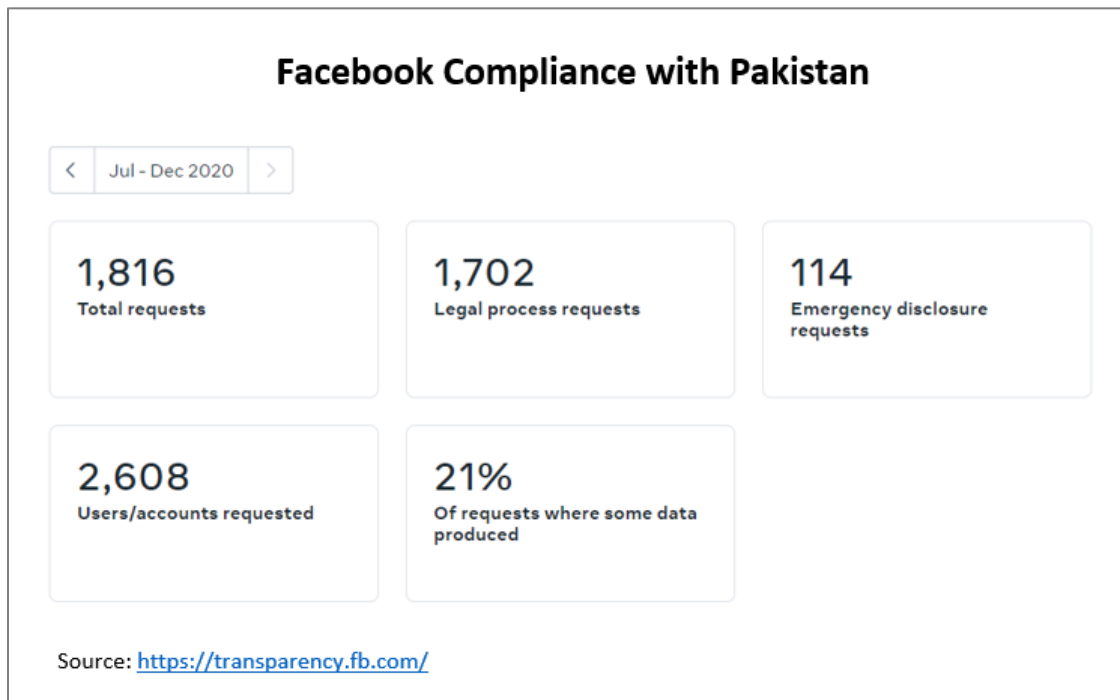 Facebook Compliance with Pakistan
Jul - Dec 2020
1,816
Total requests
1,702
Legal process requests
114
Emergency disclosure
requests
2,608
Users/accounts requested
21%
Of requests where some data
produced
Source: https://transparency.fb.com/